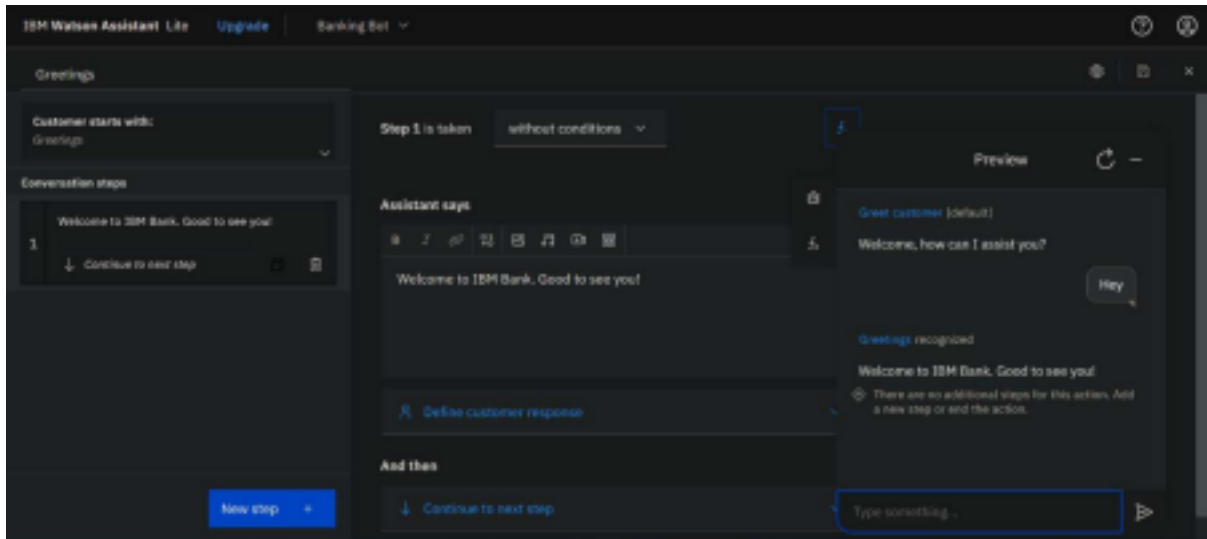 IBM Watson Assistant Lite Upgrade Banking Bot
Greetings
Customer starts with:
Greetings
Conversation steps
1
Welcome to IBM Bank. Good to see you!
Continue to next step
New step +
Step 1 is taken without conditions
Assistant says
B I
Welcome to IBM Bank. Good to see you!
Define customer response
And then
Continue to next step
Preview
Greet customer (default)
Welcome, how can I assist you?
Hey
Greetings recognized
Welcome to IBM Bank. Good to see you!
There are no additional steps for this action. Add
a new step or end the action.
Type something...